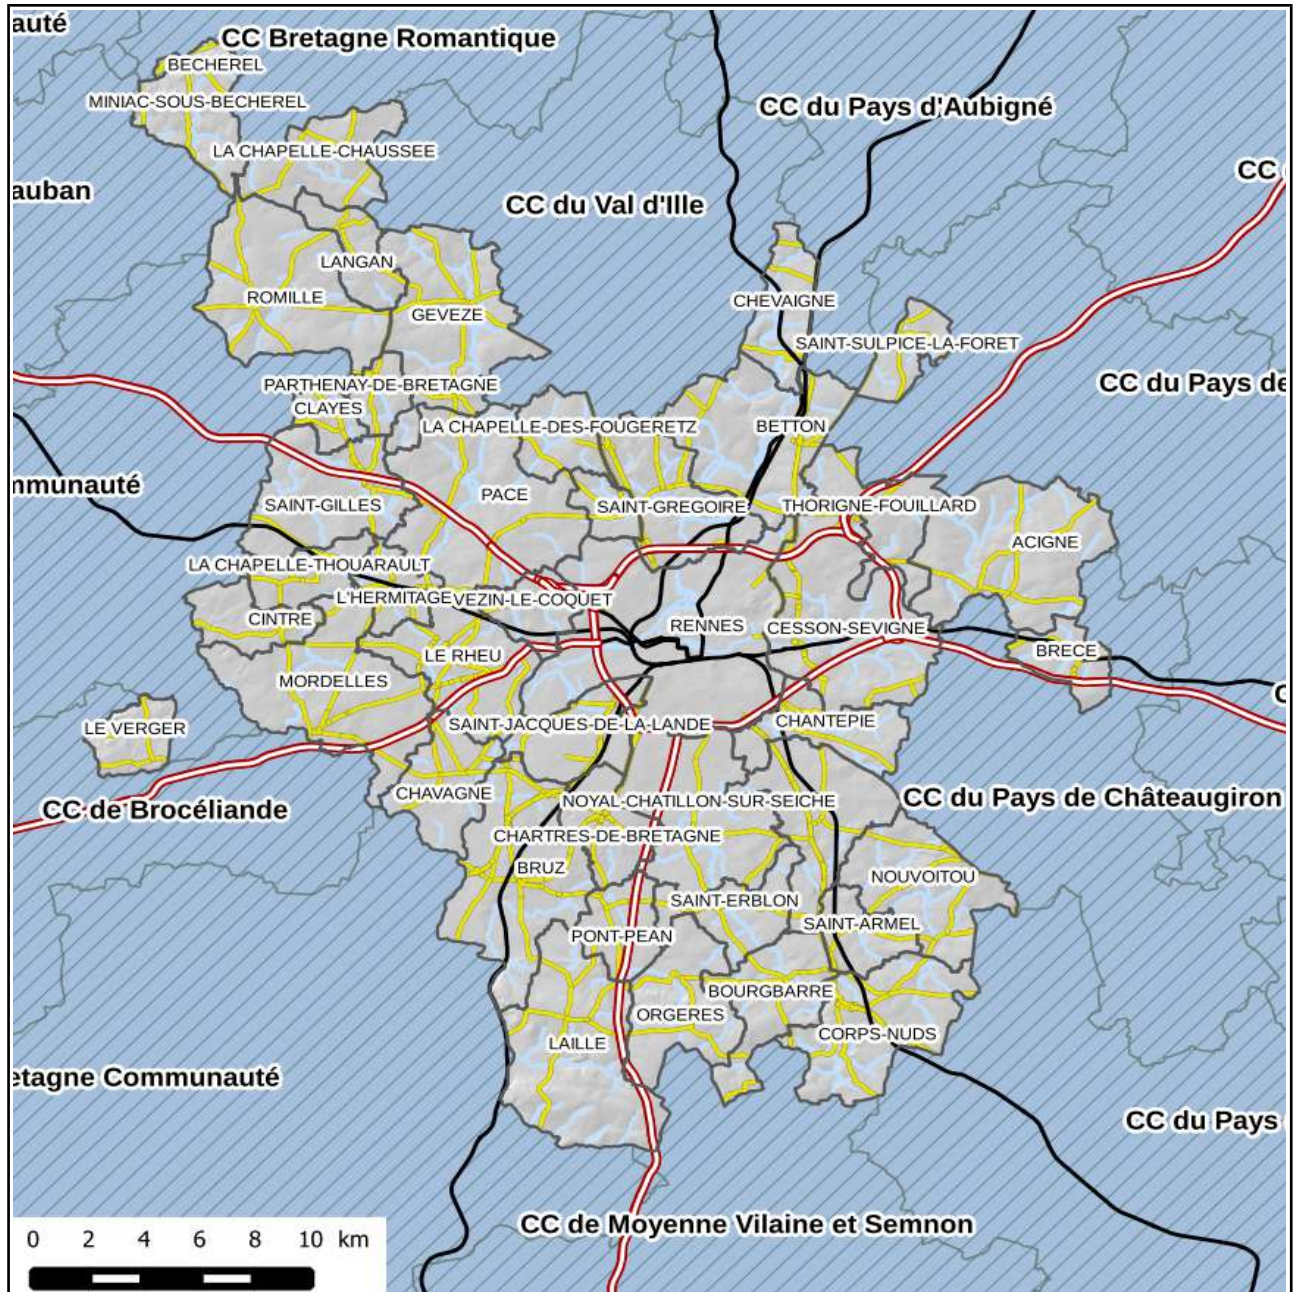 auté
CC Bretagne Romantique
BECHEREL
MINIAC-SOUS-BECHEREL
CC du Pays d'Aubigné
LA CHAPELLE-CHAUSSEE
CC
auban
CC du Val d'Ille
LANGAN
ROMILLE
CHEVAIGNE
GEVEZE
SAINT-SULPICE-LA-FORET
PARTHENAY-DE-BRETAGNE
CC du Pays de
CLAYES
LA CHAPELLE-DES-FOUGERETZ
BETTON
mmunauté
PACE
SAINT-GILLES
SAINT-GREGOIRE
THORIGNE-FOUILLARD
ACIGNE
LA CHAPELLE-THOUARAULT
L'HERMITAGE
VEZIN-LE-COQUET
CINTRE
RENNES
CESSON-SEVIGNE
LE RHEU
BRECE
MORDELLES
C
LE VERGER
SAINT-JACQUES-DE-LA-LANDE
CHANTEPIE
CHAVAGNE
NOYAL-CHATILLON-SUR-SEICHE
CC du Pays de Châteaugiron
CC de Brocéliande
CHARTRES-DE-BRETAGNE
BRUZ
NOUVOITOU
SAINT-ERBLON
SAINT-ARMEL
PONT-PEAN
BOURGBARRE
ORGERES
CORPS-NUDS
LAILLE
etagne Communauté
CC du Pays
CC de Moyenne Vilaine et Semnon
0 2 4 6 8 10 km